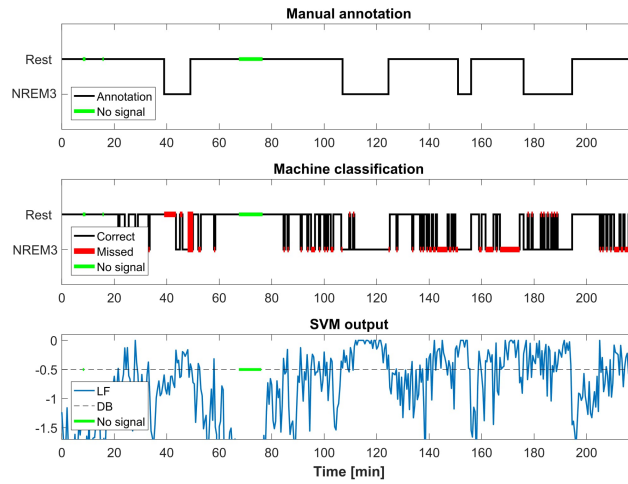 Manual annotation
Rest
NREM3
Annotation
No signal
0 20 40 60 80 100 120 140 160 180 200
Machine classification
Rest
NREM3
Correct
Missed
No signal
0 20 40 60 80 100 120 140 160 180 200
SVM output
0
-0.5
-1
-1.5
LF
DB
No signal
0 20 40 60 80 100 120 140 160 180 200
Time [min]